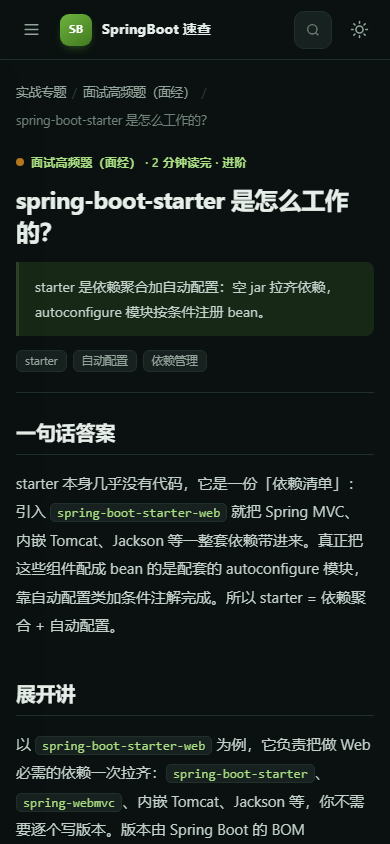 SB SpringBoot 速查
实战专题 / 面试高频题（面经） /
spring-boot-starter 是怎么工作的?
面试高频题（面经） · 2 分钟读完 · 进阶
spring-boot-starter 是怎么工作
的?
starter 是依赖聚合加自动配置：空 jar 拉齐依赖，
autoconfigure 模块按条件注册 bean。
starter 自动配置 依赖管理
一句话答案
starter 本身几乎没有代码，它是一份「依赖清单」：
引入 spring-boot-starter-web 就把 Spring MVC、
内嵌 Tomcat、Jackson 等一整套依赖带进来。真正把
这些组件配成 bean 的是配套的 autoconfigure 模块，
靠自动配置类加条件注解完成。所以 starter = 依赖聚
合 + 自动配置。
展开讲
以 spring-boot-starter-web 为例，它负责把做 Web
必需的依赖一次拉齐：spring-boot-starter、
spring-webmvc、内嵌 Tomcat、Jackson 等，你不需
要逐个写版本。版本由 Spring Boot 的 BOM